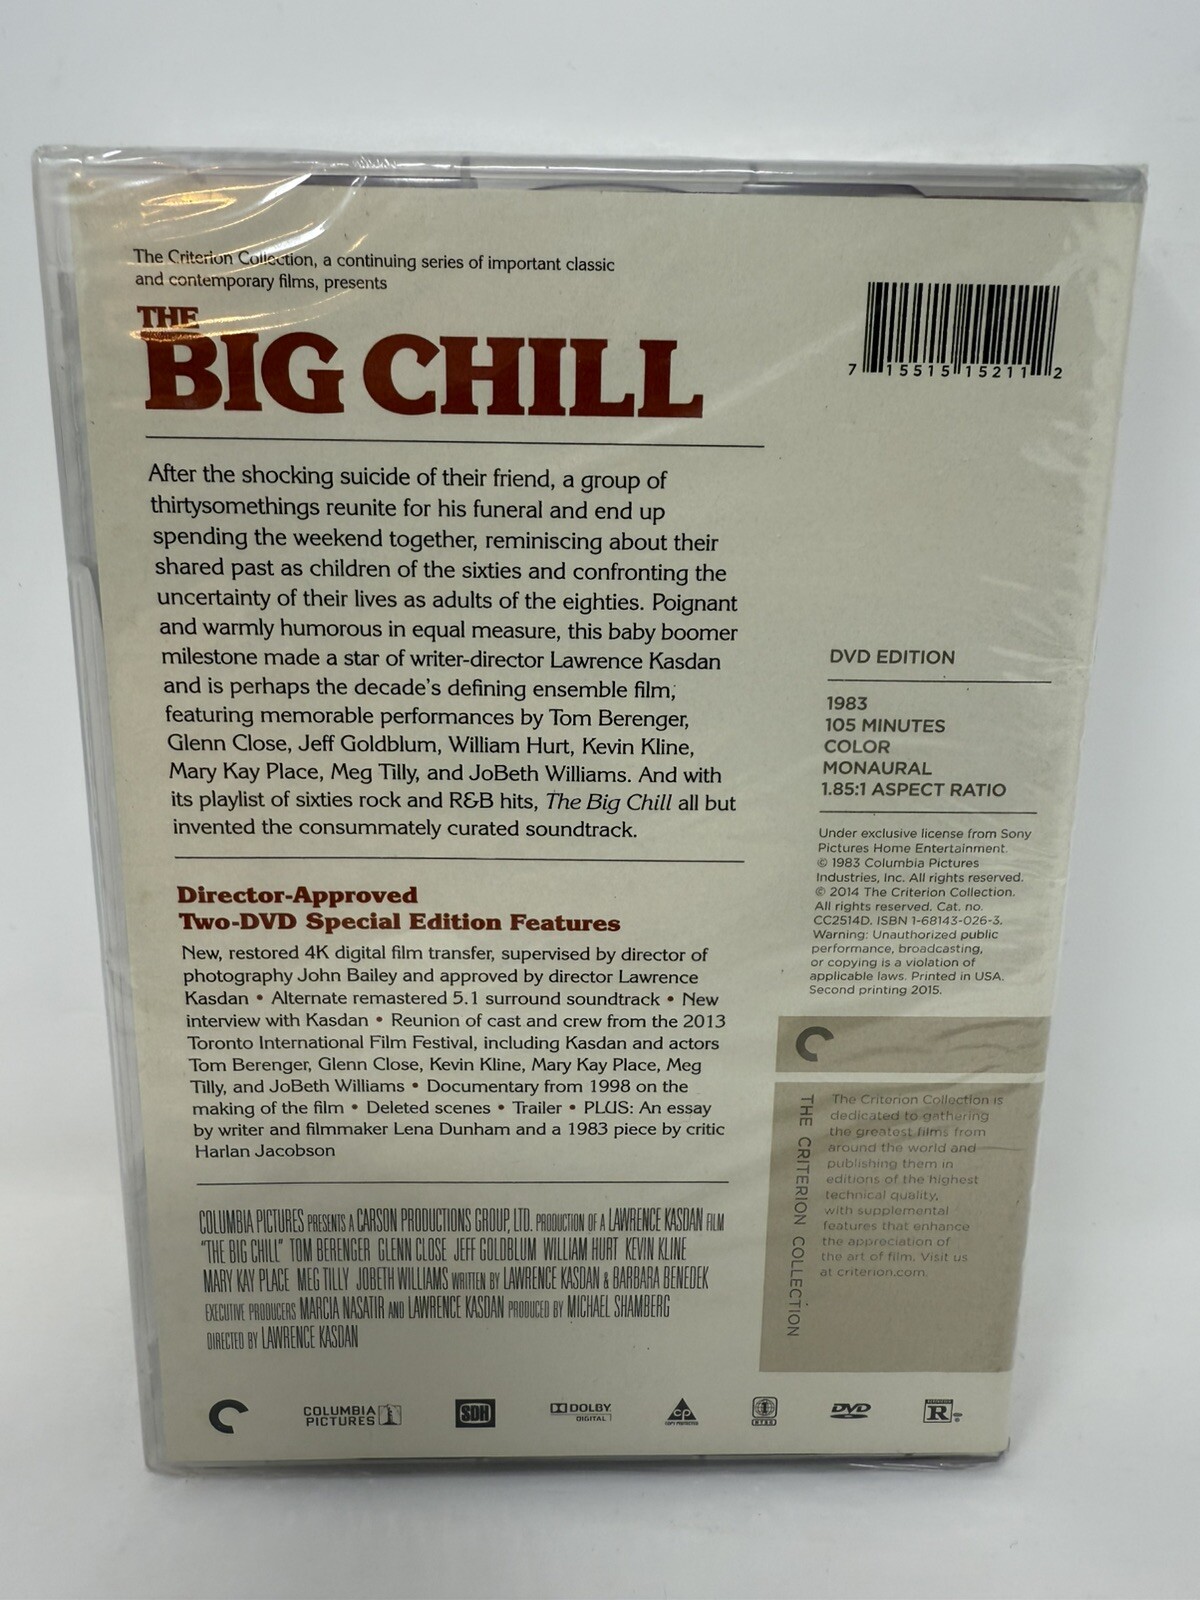 The Criterion Collection, a continuing series of important classic
and contemporary films, presents
THE
BIG CHILL
7 15515 15211 2
After the shocking suicide of their friend, a group of
thirtysomethings reunite for his funeral and end up
spending the weekend together, reminiscing about their
shared past as children of the sixties and confronting the
uncertainty of their lives as adults of the eighties. Poignant
and warmly humorous in equal measure, this baby boomer
milestone made a star of writer-director Lawrence Kasdan
and is perhaps the decade's defining ensemble film,
featuring memorable performances by Tom Berenger,
Glenn Close, Jeff Goldblum, William Hurt, Kevin Kline,
Mary Kay Place, Meg Tilly, and JoBeth Williams. And with
its playlist of sixties rock and R&B hits, The Big Chill all but
invented the consummately curated soundtrack.
Director-Approved
Two-DVD Special Edition Features
New, restored 4K digital film transfer, supervised by director of
photography John Bailey and approved by director Lawrence
Kasdan • Alternate remastered 5.1 surround soundtrack • New
interview with Kasdan • Reunion of cast and crew from the 2013
Toronto International Film Festival, including Kasdan and actors
Tom Berenger, Glenn Close, Kevin Kline, Mary Kay Place, Meg
Tilly, and JoBeth Williams • Documentary from 1998 on the
making of the film • Deleted scenes • Trailer • PLUS: An essay
by writer and filmmaker Lena Dunham and a 1983 piece by critic
Harlan Jacobson
COLUMBIA PICTURES PRESENTS A CARSON PRODUCTIONS GROUP, LTD. PRODUCTION OF A LAWRENCE KASDAN FILM
"THE BIG CHILL" TOM BERENGER GLENN CLOSE JEFF GOLDBLUM WILLIAM HURT KEVIN KLINE
MARY KAY PLACE MEG TILLY JOBETH WILLIAMS WRITTEN BY LAWRENCE KASDAN & BARBARA BENEDEK
EXECUTIVE PRODUCERS MARCIA NASATIR AND LAWRENCE KASDAN PRODUCED BY MICHAEL SHAMBERG
DIRECTED BY LAWRENCE KASDAN
DVD EDITION
1983
105 MINUTES
COLOR
MONAURAL
1.85:1 ASPECT RATIO
Under exclusive license from Sony
Pictures Home Entertainment.
© 1983 Columbia Pictures
Industries, Inc. All rights reserved.
© 2014 The Criterion Collection.
All rights reserved. Cat. no.
CC2514D. ISBN 1-68143-026-3.
Warning: Unauthorized public
performance, broadcasting,
or copying is a violation of
applicable laws. Printed in USA.
Second printing 2015.
THE CRITERION COLLECTION
The Criterion Collection is
dedicated to gathering
the greatest films from
around the world and
publishing them in
editions of the highest
technical quality,
with supplemental
features that enhance
the appreciation of
the art of film. Visit us
at criterion.com.
COLUMBIA
PICTURES
SDH
DOLBY
DIGITAL
CP
COPY PROTECTED
1
NTSC
DVD
R